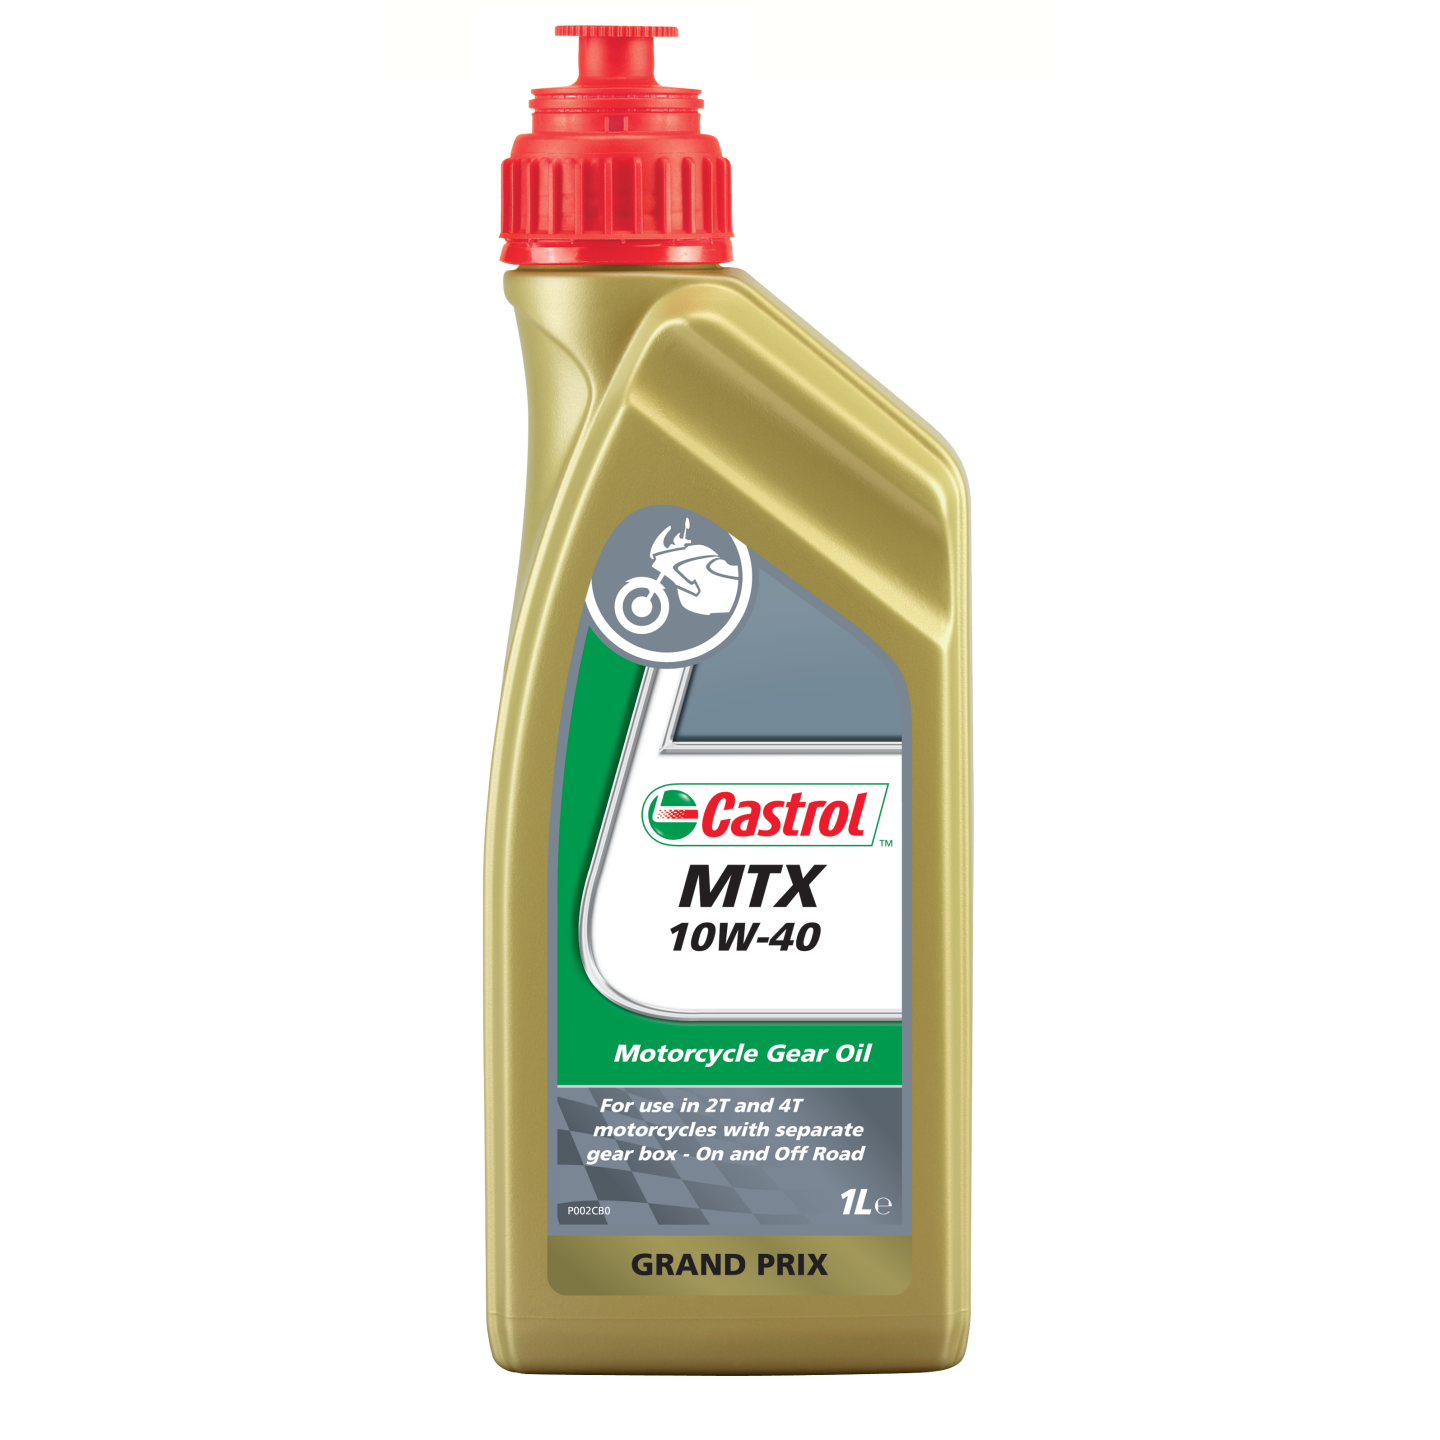 Castrol
TM
MTX
10W-40
Motorcycle Gear Oil
For use in 2T and 4T
motorcycles with separate
gear box - On and Off Road
P002CB0
1L℮
GRAND PRIX